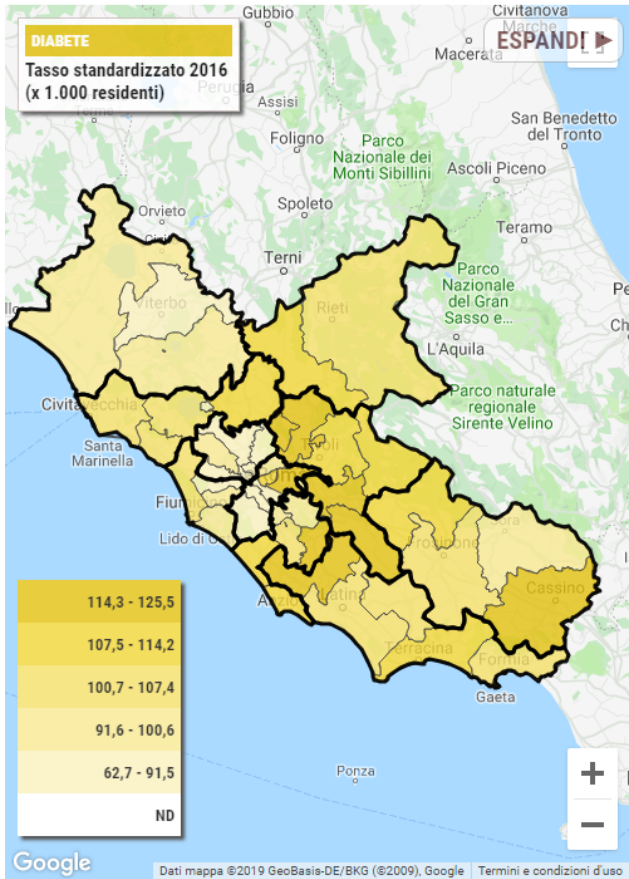 Gubbio
Civitanova
Marche
DIABETE
ESPANDI
Macerata
Tasso standardizzato 2016
(x 1.000 residenti)
Perugia
Assisi
Terme
San Benedetto
del Tronto
Foligno
Parco
Nazionale dei
Monti Sibillini
Ascoli Piceno
Orvieto
Spoleto
Teramo
Terni
Parco
Nazionale
del Gran
Sasso e...
Viterbo
Rieti
L'Aquila
Civitavecchia
Parco naturale
regionale
Sirente Velino
Santa
Marinella
Tivoli
Fiumicino
Lido di
Sora
Frosinone
Cassino
Anzio
Latina
Terracina
Formia
Gaeta
114,3 - 125,5
107,5 - 114,2
100,7 - 107,4
91,6 - 100,6
62,7 - 91,5
ND
Ponza
+
−
Google
Dati mappa ©2019 GeoBasis-DE/BKG (©2009), Google
Termini e condizioni d'uso